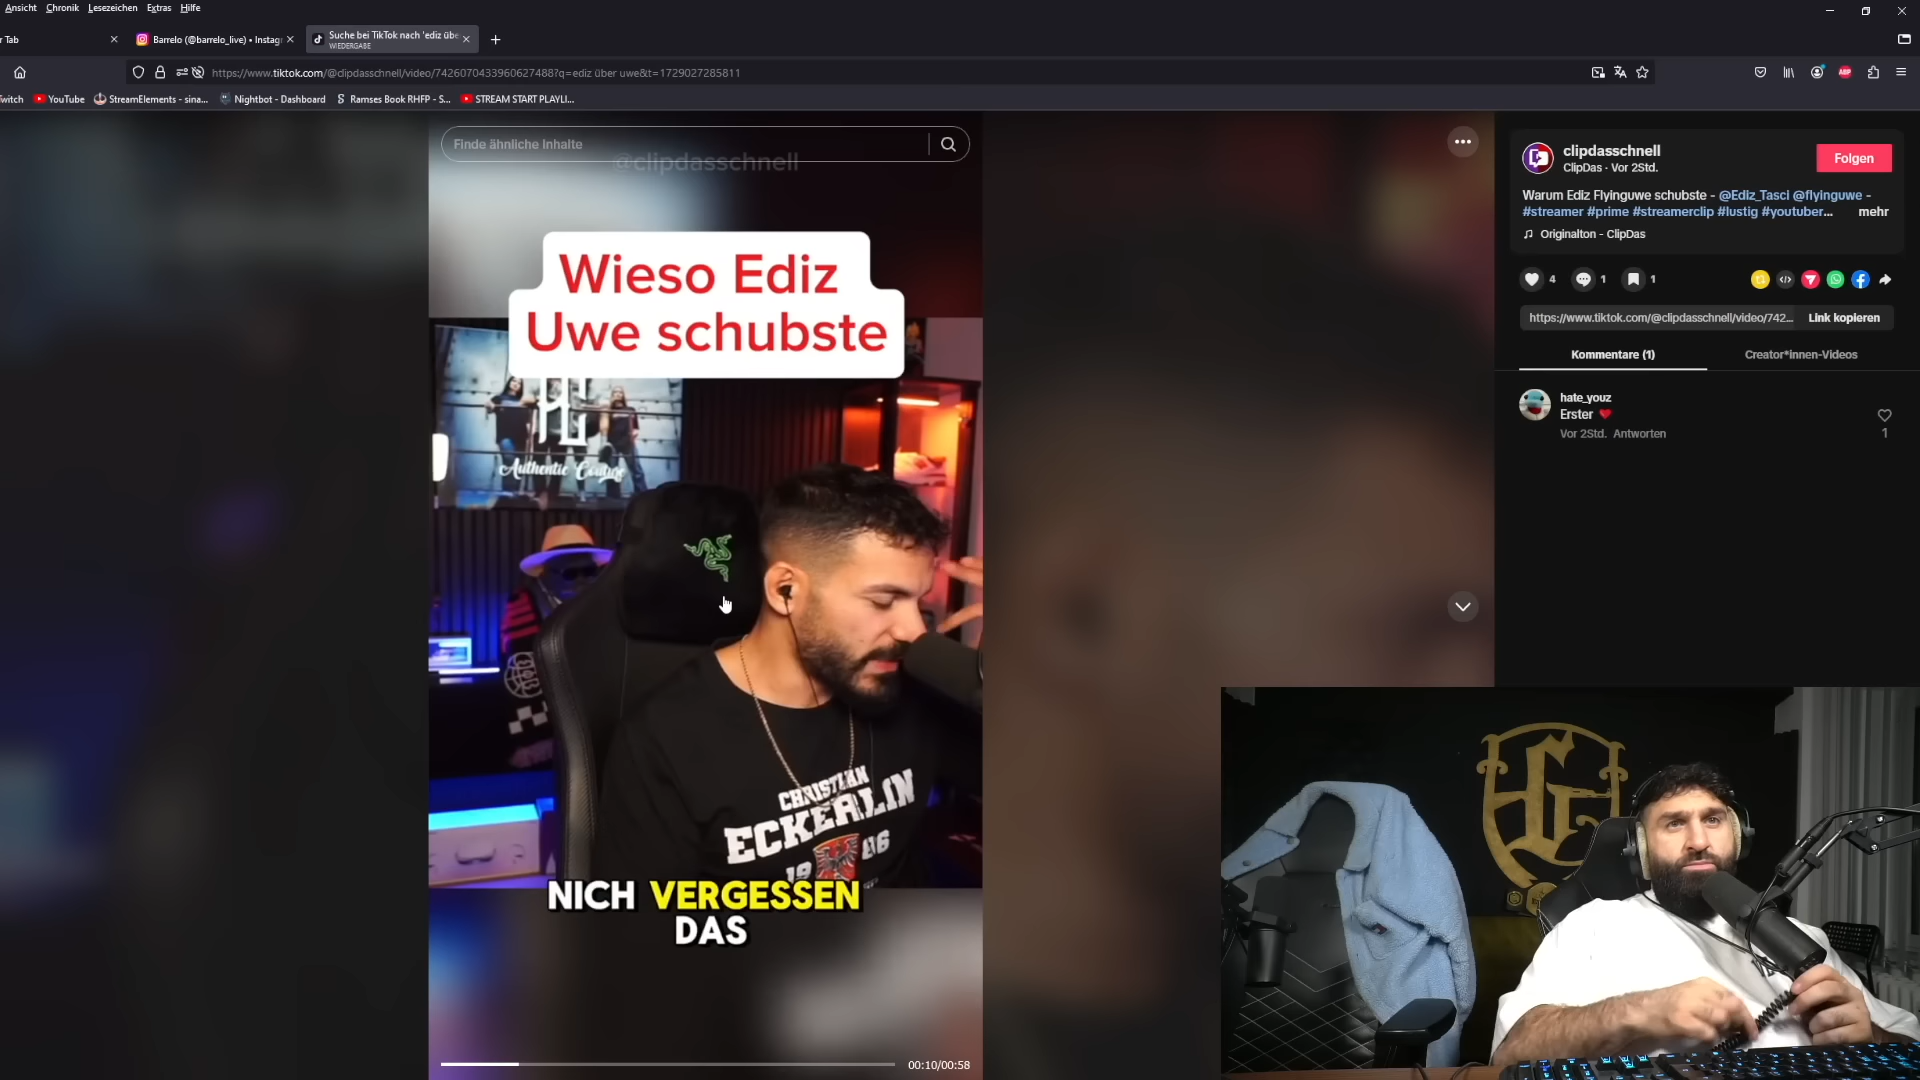 Ansicht Chronik Lesezeichen Extras Hilfe
r Tab
Barrelo (@barrelo_live) • Instag
Suche bei TikTok nach 'ediz übe
WIEDERGABE
https://www.tiktok.com/@clipdasschnell/video/7426070433960627488?q=ediz über uwe&t=1729027285811
Twitch YouTube StreamElements - sina... Nightbot - Dashboard Ramses Book RHFP - S... STREAM START PLAYLI...
Finde ähnliche Inhalte
@clipdasschnell
Wieso Ediz
Uwe schubste
Authentic Couture
CHRISTIAN
ECKERLIN
NICH VERGESSEN
DAS
00:10/00:58
clipdasschnell
ClipDas · Vor 2Std.
Folgen
Warum Ediz Flyinguwe schubste - @Ediz_Tasci @flyinguwe -
#streamer #prime #streamerclip #lustig #youtuber... mehr
Originalton - ClipDas
4 1 1
https://www.tiktok.com/@clipdasschnell/video/742... Link kopieren
Kommentare (1) Creator*innen-Videos
hate_youz
Erster
Vor 2Std. Antworten
1
ABP